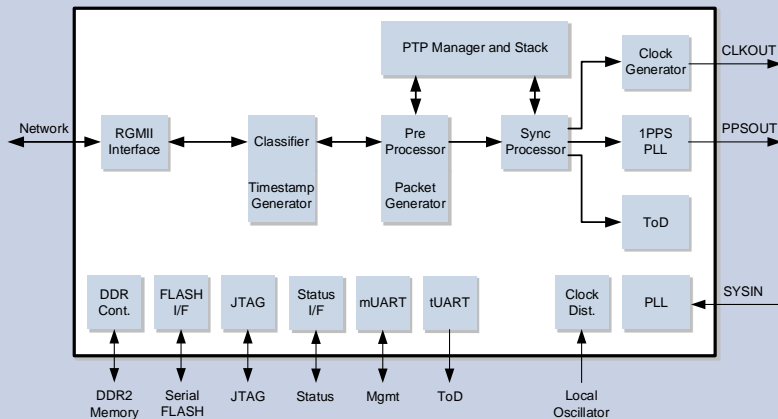 PTP Manager and Stack
Clock
Generator
CLKOUT
Network
RGMII
Interface
Classifier
Timestamp
Generator
Pre
Processor
Packet
Generator
Sync
Processor
1PPS
PLL
PPSOUT
ToD
DDR
Cont.
FLASH
I/F
JTAG
Status
I/F
mUART
tUART
Clock
Dist.
PLL
SYSIN
DDR2
Memory
Serial
FLASH
JTAG
Status
Mgmt
ToD
Local
Oscillator